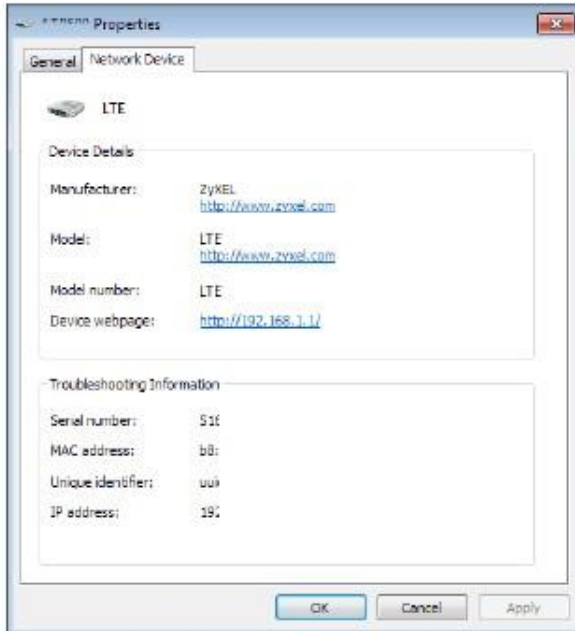 Properties
General Network Device
LTE
Device Details
Manufacturer: ZyXEL
http://www.zyxel.com
Model: LTE
http://www.zyxel.com
Model number: LTE
Device webpage: http://192.168.1.1/
Troubleshooting Information
Serial number: S16
MAC address: b8:
Unique identifier:
IP address: 192
OK Cancel Apply